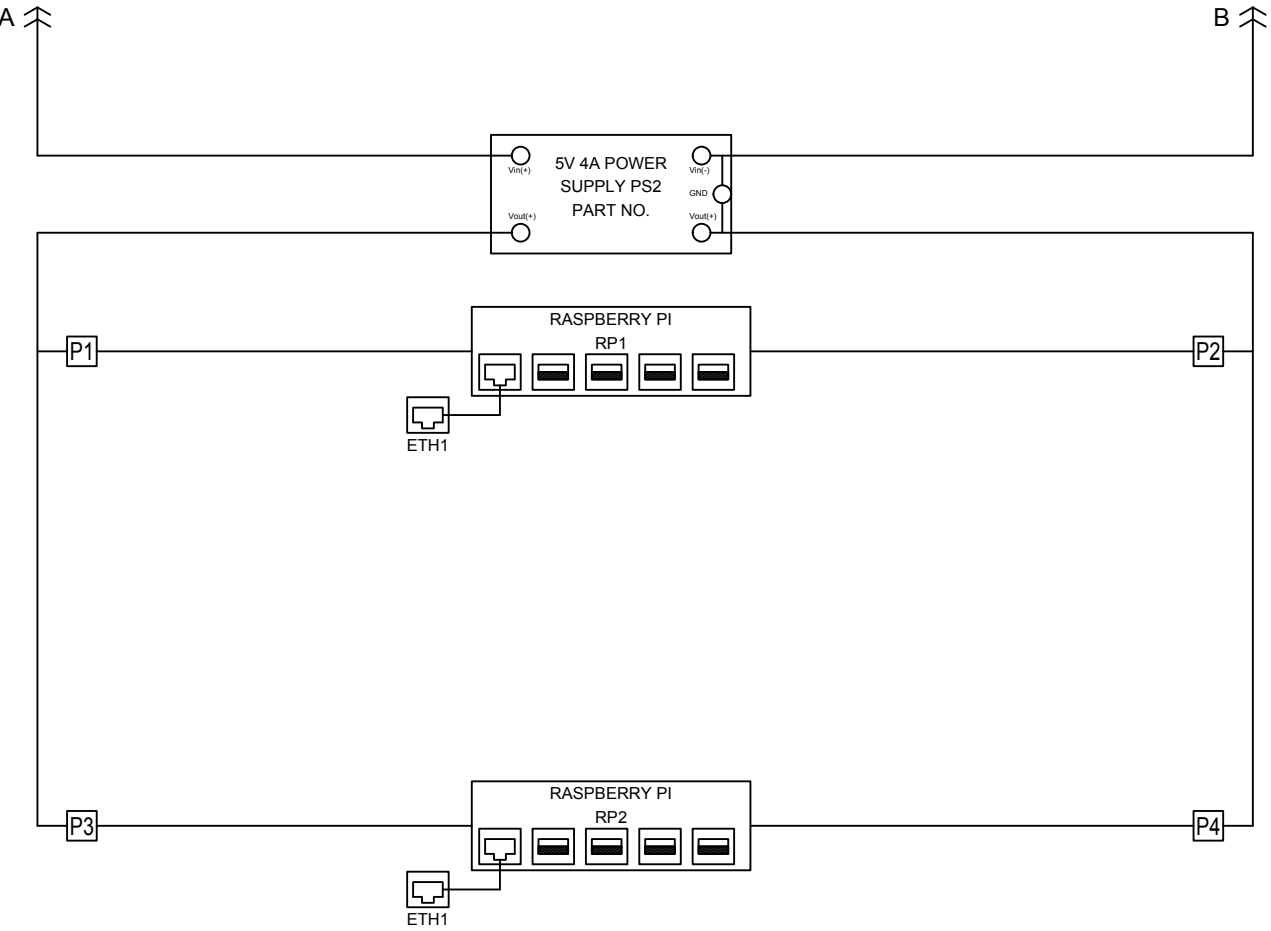 A
B
5V 4A POWER
SUPPLY PS2
PART NO.
Vin(+)
Vin(-)
GND
Vout(+)
Vout(+)
RASPBERRY PI
RP1
P1
P2
ETH1
RASPBERRY PI
RP2
P3
P4
ETH1